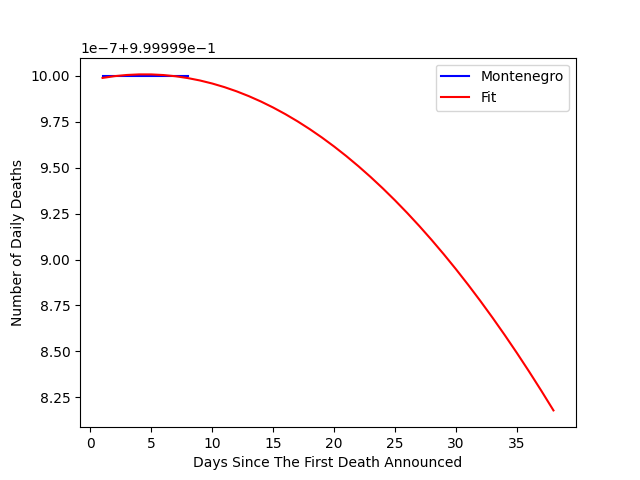 1e−7+9.99999e−1
10.00
9.75
9.50
9.25
9.00
8.75
8.50
8.25
Number of Daily Deaths
Montenegro
Fit
0 5 10 15 20 25 30 35
Days Since The First Death Announced